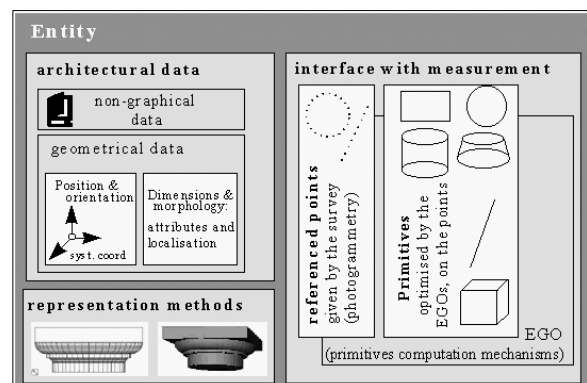 Entity
architectural data
non-graphical
data
geometrical data
Position &
orientation
syst. coord
Dimensions &
morphology:
attributes and
localisation
representation methods
interface with measurement
referenced points
given by the survey
(photogrammetry)
Primitives
optimised by the
EGOs, on the points
EGO
(primitives computation mechanisms)